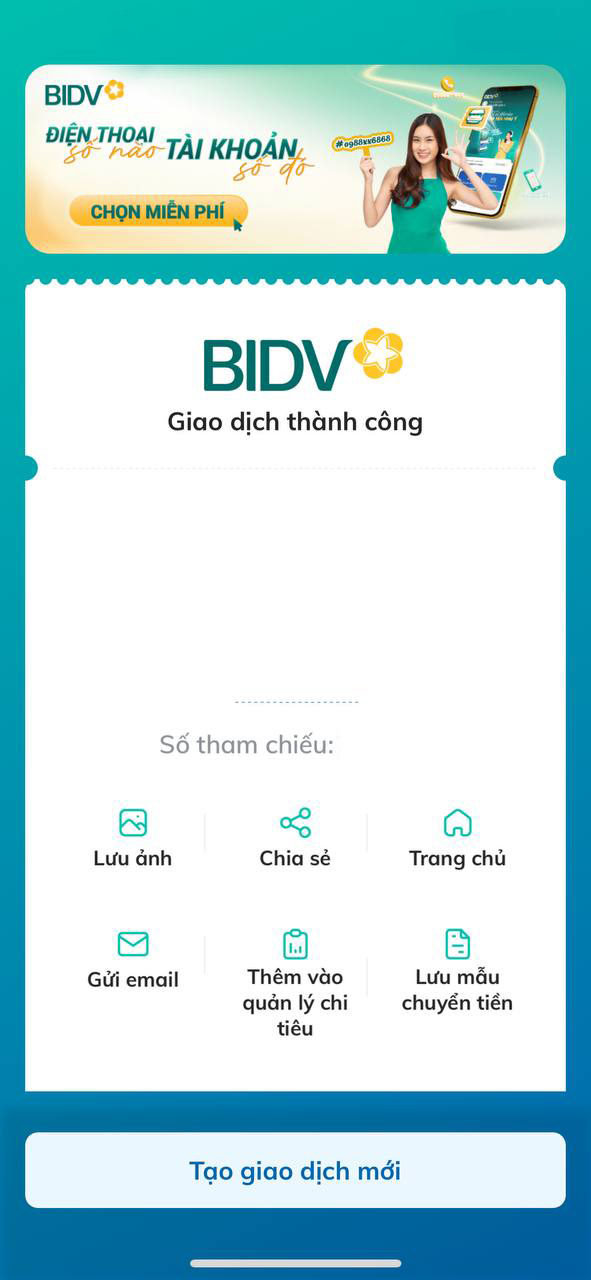 BIDV
ĐIỆN THOẠI
số nào TÀI KHOẢN
số đó
#0988xx6868
CHỌN MIỄN PHÍ
BIDV
Giao dịch thành công
Số tham chiếu:
Lưu ảnh
Chia sẻ
Trang chủ
Gửi email
Thêm vào
quản lý chi
tiêu
Lưu mẫu
chuyển tiền
Tạo giao dịch mới